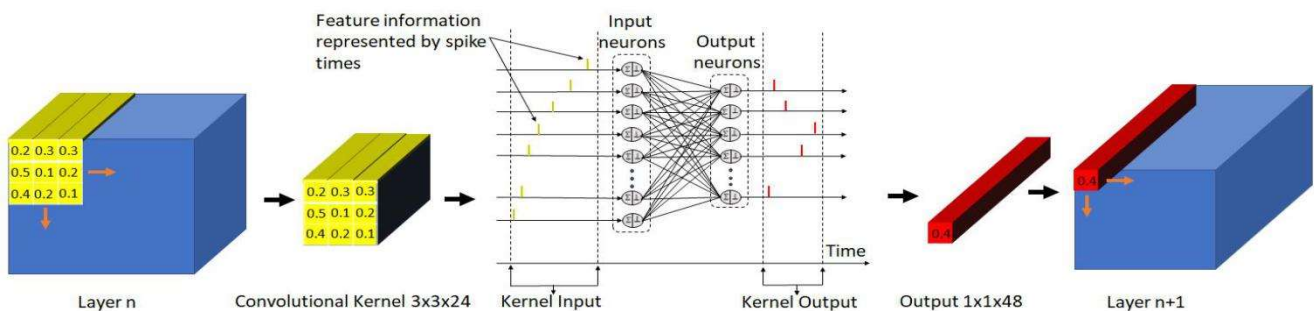 Feature information
represented by spike
times
Input
neurons
Output
neurons
0.2 0.3 0.3
0.5 0.1 0.2
0.4 0.2 0.1
0.2 0.3 0.3
0.5 0.1 0.2
0.4 0.2 0.1
0.4
0.4
Time
Layer n
Convolutional Kernel 3x3x24
Kernel Input
Kernel Output
Output 1x1x48
Layer n+1